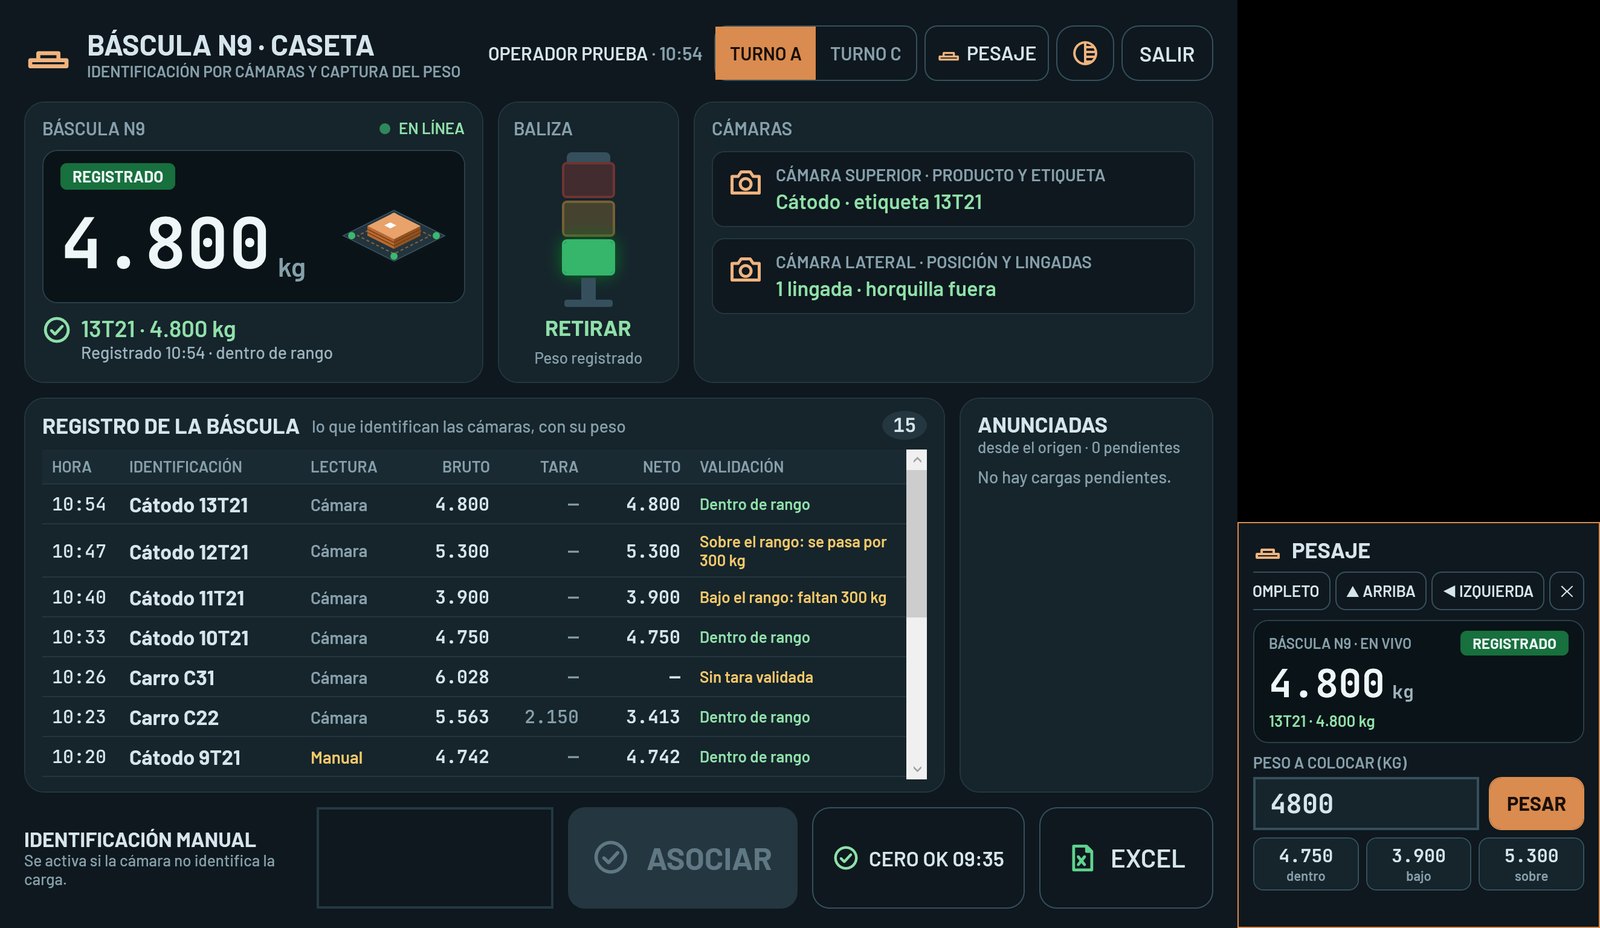 BÁSCULA N9 · CASETA
IDENTIFICACIÓN POR CÁMARAS Y CAPTURA DEL PESO
OPERADOR PRUEBA · 10:54
TURNO A
TURNO C
PESAJE
SALIR
BÁSCULA N9
EN LÍNEA
REGISTRADO
4.800 kg
13T21 · 4.800 kg
Registrado 10:54 · dentro de rango
BALIZA
RETIRAR
Peso registrado
CÁMARAS
CÁMARA SUPERIOR · PRODUCTO Y ETIQUETA
Cátodo · etiqueta 13T21
CÁMARA LATERAL · POSICIÓN Y LINGADAS
1 lingada · horquilla fuera
REGISTRO DE LA BÁSCULA lo que identifican las cámaras, con su peso 15
HORA IDENTIFICACIÓN LECTURA BRUTO TARA NETO VALIDACIÓN
10:54 Cátodo 13T21 Cámara 4.800 — 4.800 Dentro de rango
10:47 Cátodo 12T21 Cámara 5.300 — 5.300 Sobre el rango: se pasa por
300 kg
10:40 Cátodo 11T21 Cámara 3.900 — 3.900 Bajo el rango: faltan 300 kg
10:33 Cátodo 10T21 Cámara 4.750 — 4.750 Dentro de rango
10:26 Carro C31 Cámara 6.028 — — Sin tara validada
10:23 Carro C22 Cámara 5.563 2.150 3.413 Dentro de rango
10:20 Cátodo 9T21 Manual 4.742 — 4.742 Dentro de rango
ANUNCIADAS
desde el origen · 0 pendientes
No hay cargas pendientes.
IDENTIFICACIÓN MANUAL
Se activa si la cámara no identifica la
carga.
ASOCIAR
CERO OK 09:35
EXCEL
PESAJE
OMPLETO
▲ ARRIBA
◀ IZQUIERDA
BÁSCULA N9 · EN VIVO
REGISTRADO
4.800 kg
13T21 · 4.800 kg
PESO A COLOCAR (KG)
4800
PESAR
4.750
dentro
3.900
bajo
5.300
sobre